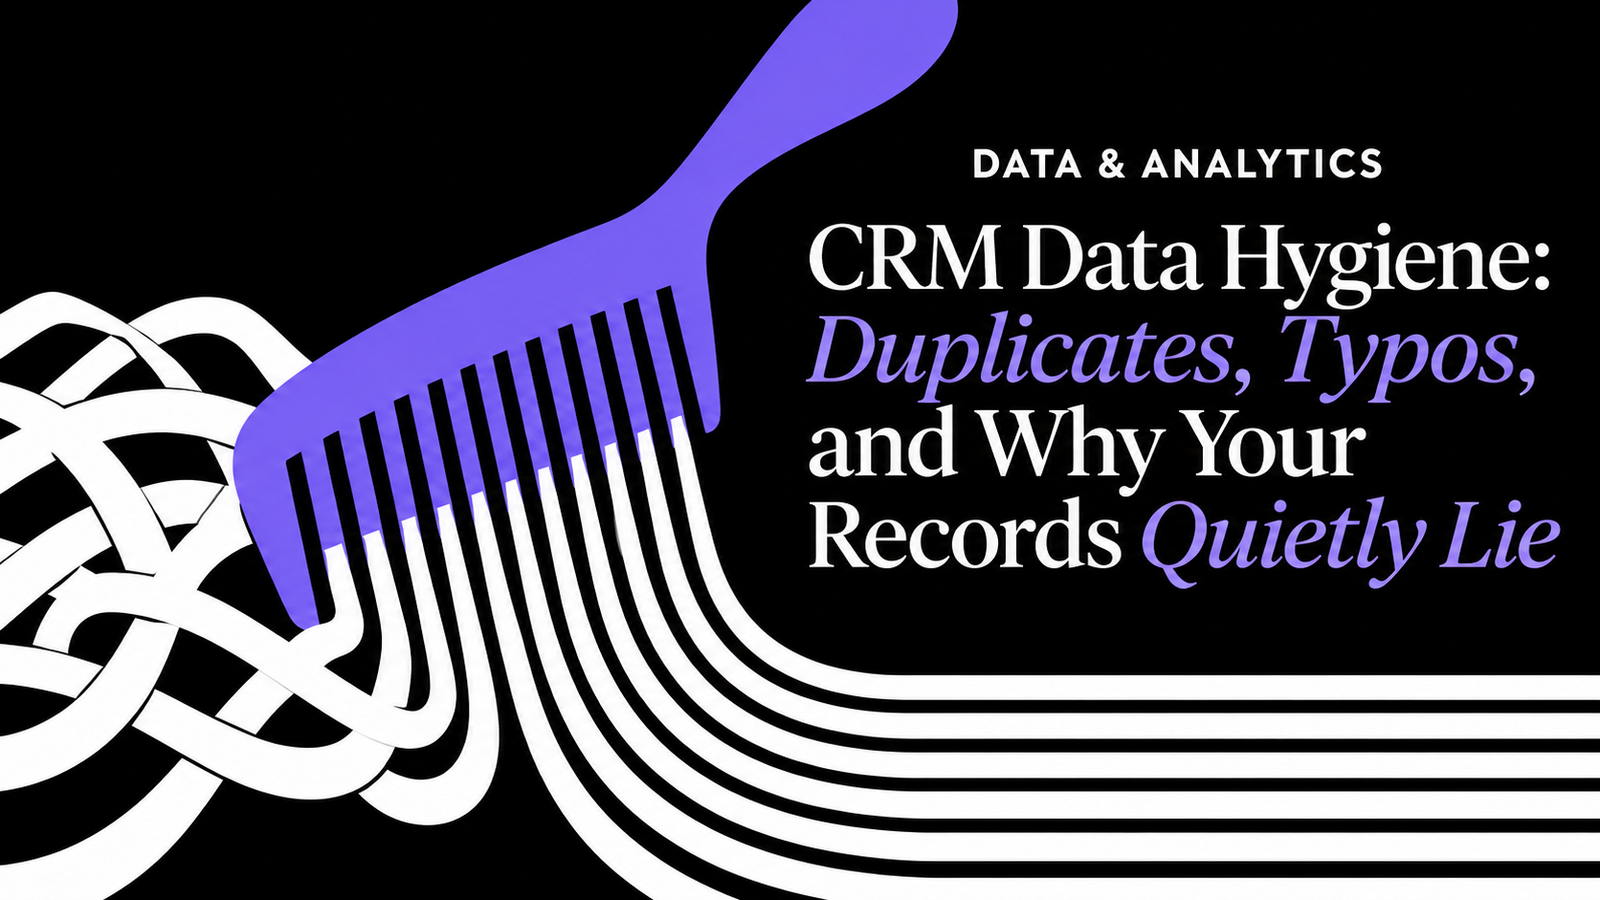 DATA & ANALYTICS
CRM Data Hygiene:
Duplicates, Typos,
and Why Your
Records Quietly Lie